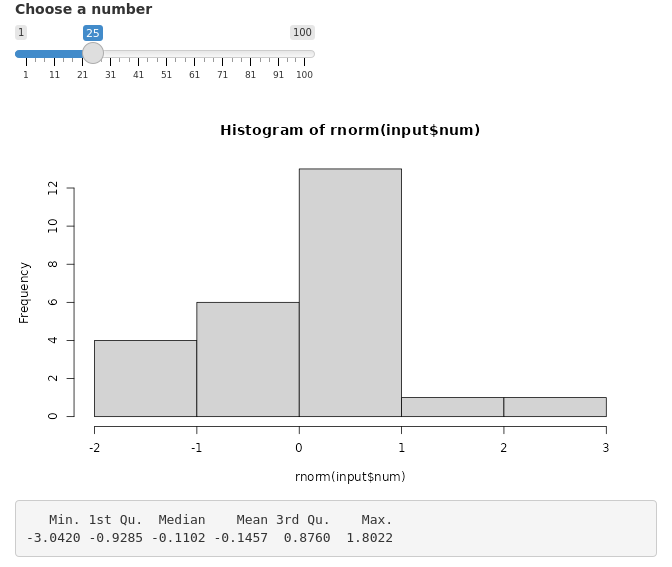 Choose a number
1 25 100
1 11 21 31 41 51 61 71 81 91 100
Histogram of rnorm(input$num)
Frequency
12
10
8
6
4
2
0
-2 -1 0 1 2 3
rnorm(input$num)
Min. 1st Qu. Median Mean 3rd Qu. Max.
-3.0420 -0.9285 -0.1102 -0.1457 0.8760 1.8022